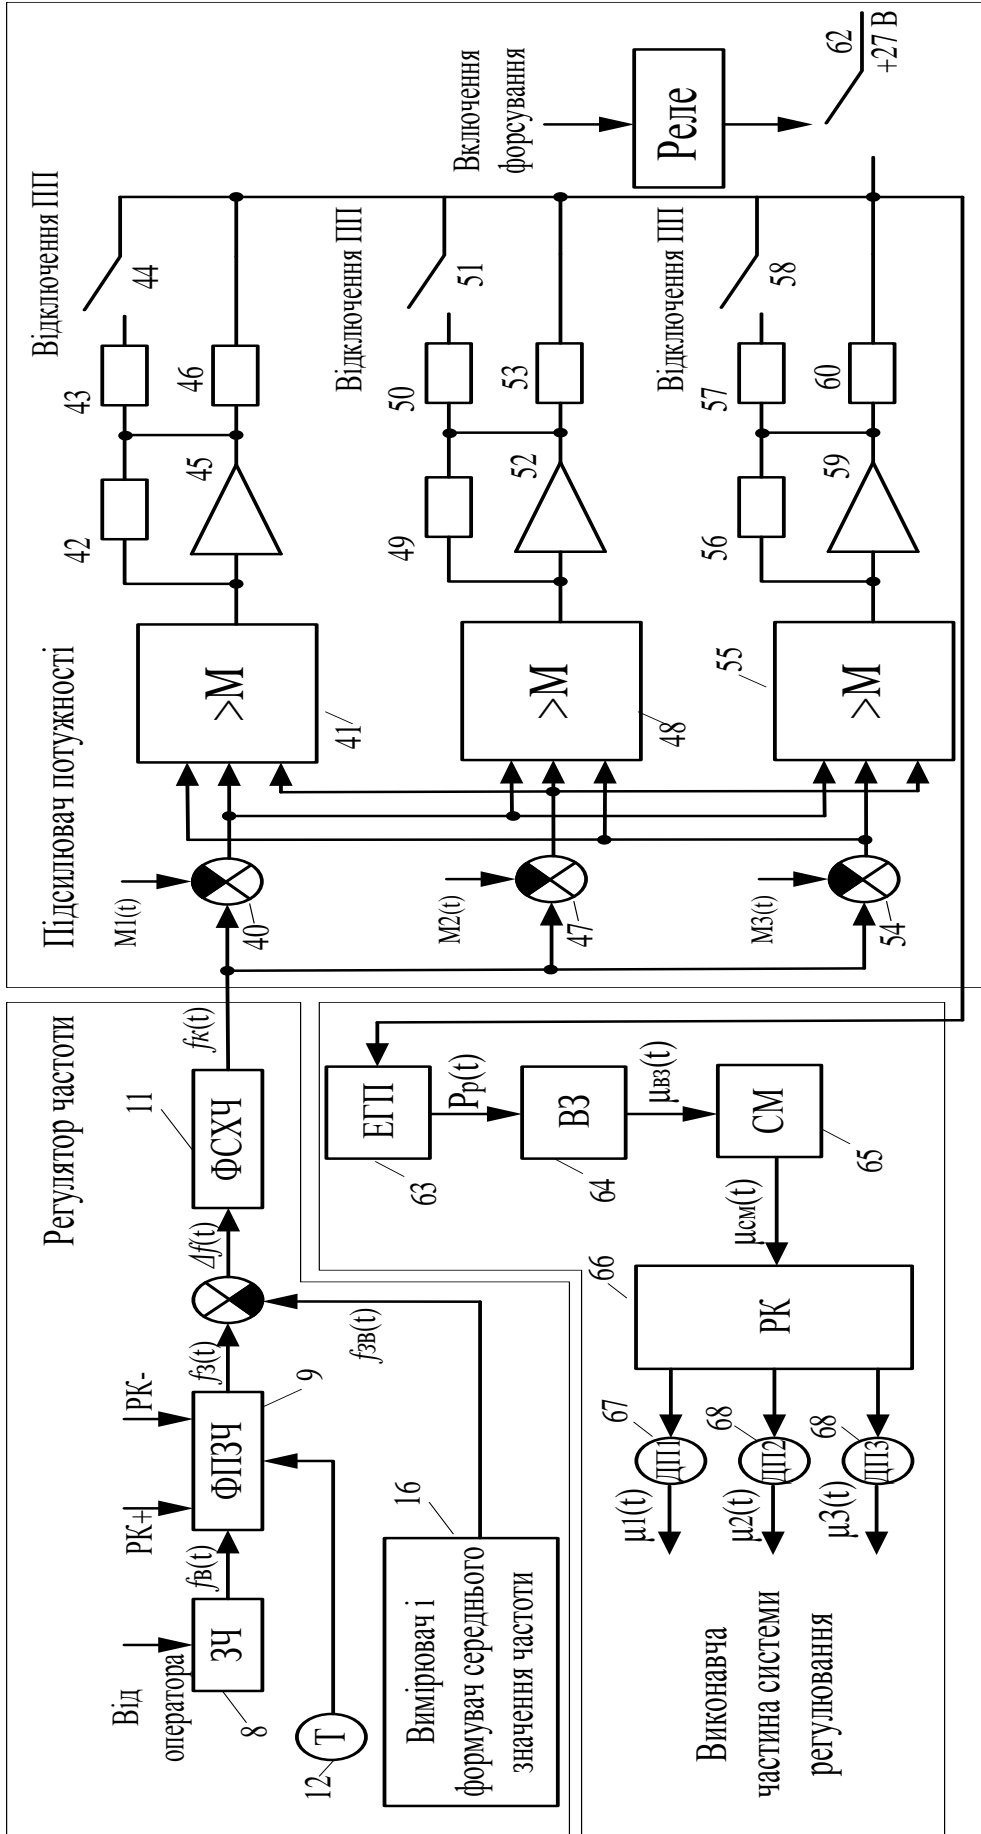 Регулятор частоти
Від
оператора
ЗЧ
8
fв(t)
РК+
РК-
ФПЗЧ
9
fз(t)
Δf(t)
ФСХЧ
11
fк(t)
Т
12
Вимірювач і
формувач середнього
значення частоти
16
fзв(t)
Підсилювач потужності
М1(t)
40
>М
41
42
43
45
46
Відключення ПП
44
М2(t)
47
>М
48
49
50
52
53
Відключення ПП
51
М3(t)
54
>М
55
56
57
59
60
Відключення ПП
58
Включення
форсування
Реле
62
+27 В
ЕГП
63
Рр(t)
ВЗ
64
μвз(t)
СМ
65
μсм(t)
РК
66
ДП1
67
μ1(t)
ДП2
68
μ2(t)
ДП3
68
μ3(t)
Виконавча
частина системи
регулювання